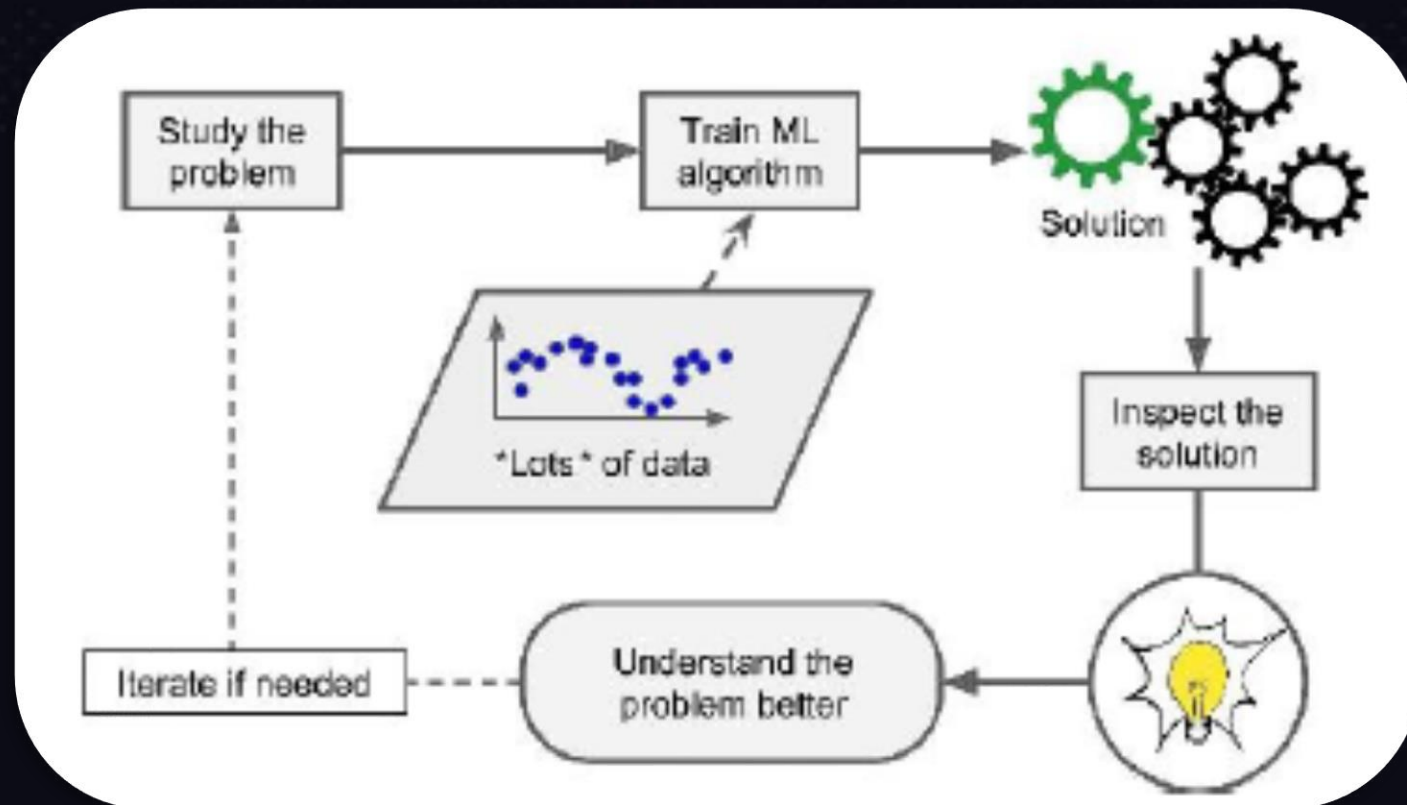 Study the
problem
Train ML
algorithm
Solution
*Lots* of data
Inspect the
solution
Understand the
problem better
Iterate if needed